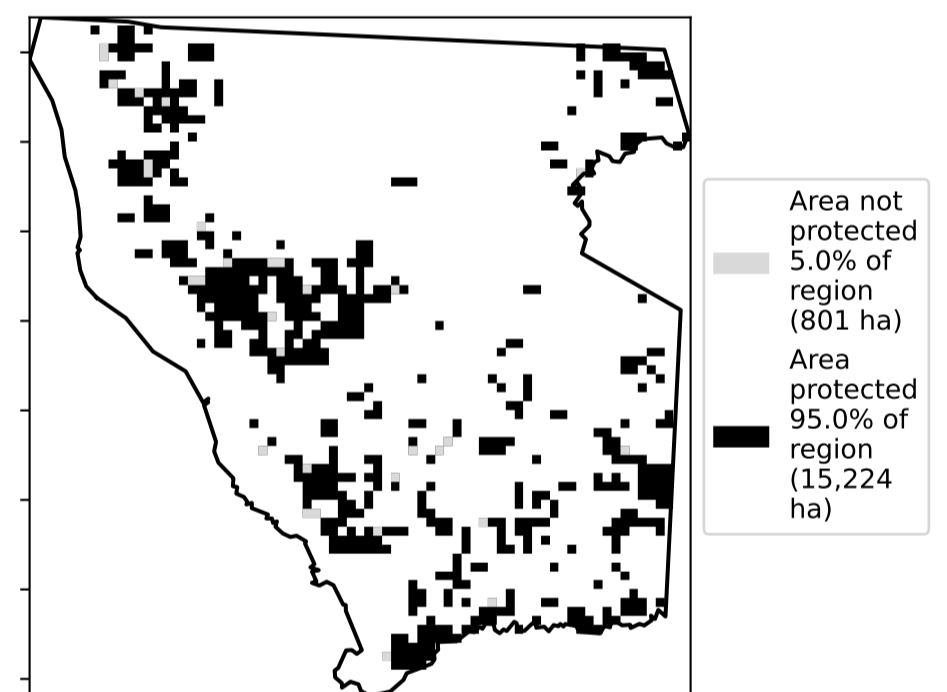 Area not
protected
5.0% of
region
(801 ha)
Area
protected
95.0% of
region
(15,224
ha)